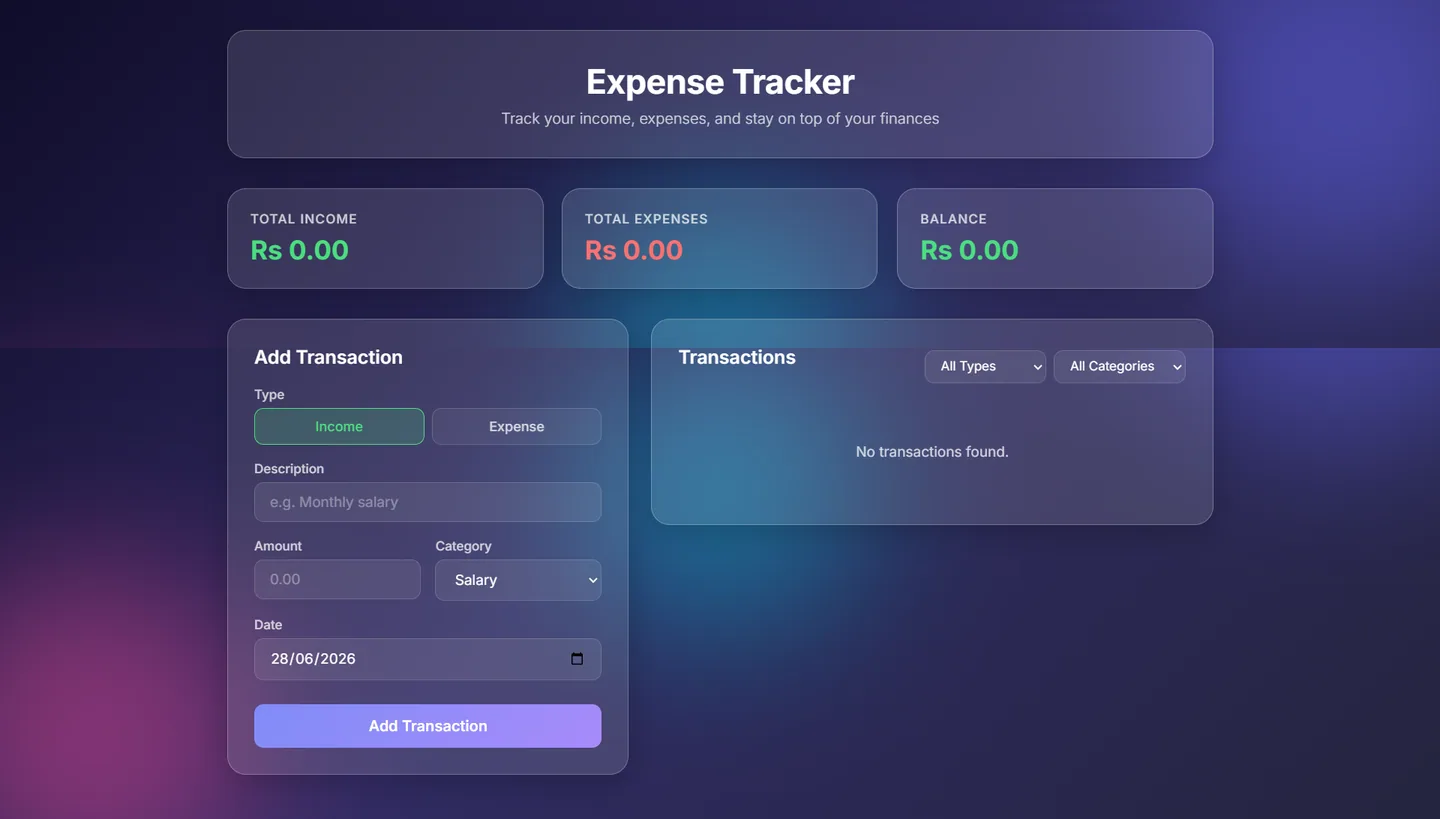 Expense Tracker
Track your income, expenses, and stay on top of your finances
TOTAL INCOME
Rs 0.00
TOTAL EXPENSES
Rs 0.00
BALANCE
Rs 0.00
Add Transaction
Type
Income
Expense
Description
e.g. Monthly salary
Amount
Category
0.00
Salary
Date
28/06/2026
Add Transaction
Transactions
All Types
All Categories
No transactions found.